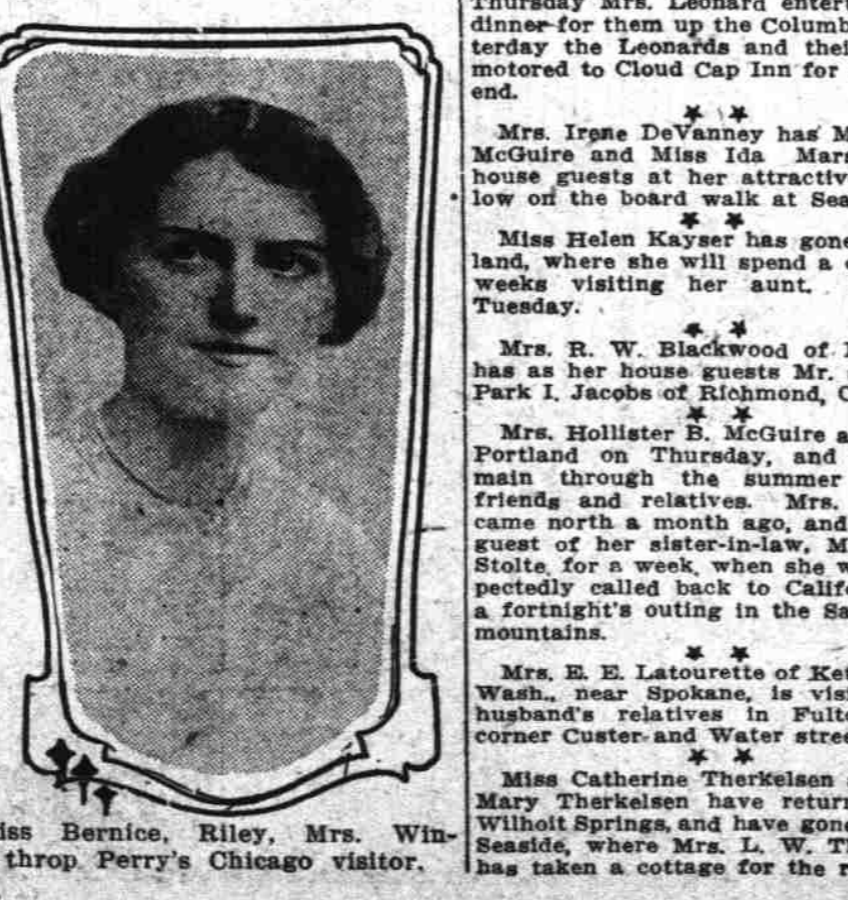 iss Bernice, Riley, Mrs. Win-
throp Perry's Chicago visitor.
Thursday Mrs. Leonard enter
dinner for them up the Columb
terday the Leonards and thei
motored to Cloud Cap Inn for
end.
Mrs. Irene DeVanney has M
McGuire and Miss Ida Mars
house guests at her attractiv
low on the board walk at Sea
Miss Helen Kayser has gone
land, where she will spend a
weeks visiting her aunt.
Tuesday.
Mrs. R. W. Blackwood of
has as her house guests Mr.
Park I. Jacobs of Richmond, C
Mrs. Hollister B. McGuire a
Portland on Thursday, and
main through the summer
friends and relatives. Mrs.
came north a month ago, and
guest of her sister-in-law, M
Stolte, for a week, when she w
pectedly called back to Calif
a fortnight's outing in the Sa
mountains.
Mrs. E. E. Latourette of Ket
Wash., near Spokane, is visi
husband's relatives in Fult
corner Custer and Water stree
Miss Catherine Therkelsen
Mary Therkelsen have return
Wilhoit Springs, and have gone
Seaside, where Mrs. L. W. T
has taken a cottage for the r